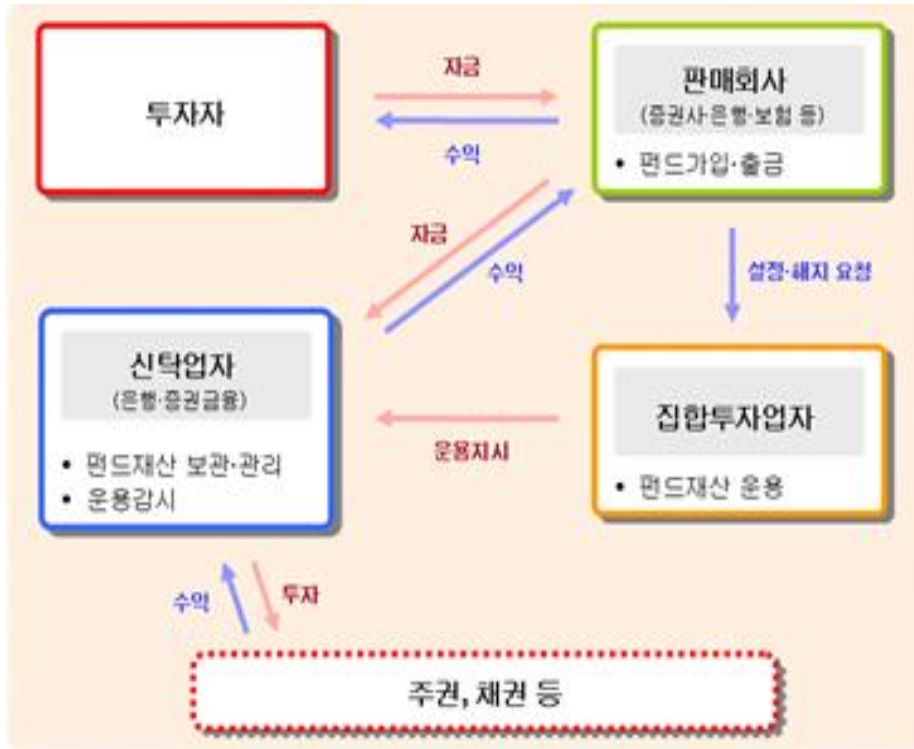 투자자
자금
수익
판매회사
(증권사·은행·보험 등)
• 펀드가입·출금
자금
수익
설정·해지 요청
신탁업자
(은행·증권금융)
• 펀드재산 보관·관리
• 운용감시
운용지시
집합투자업자
• 펀드재산 운용
수익
투자
주권, 채권 등